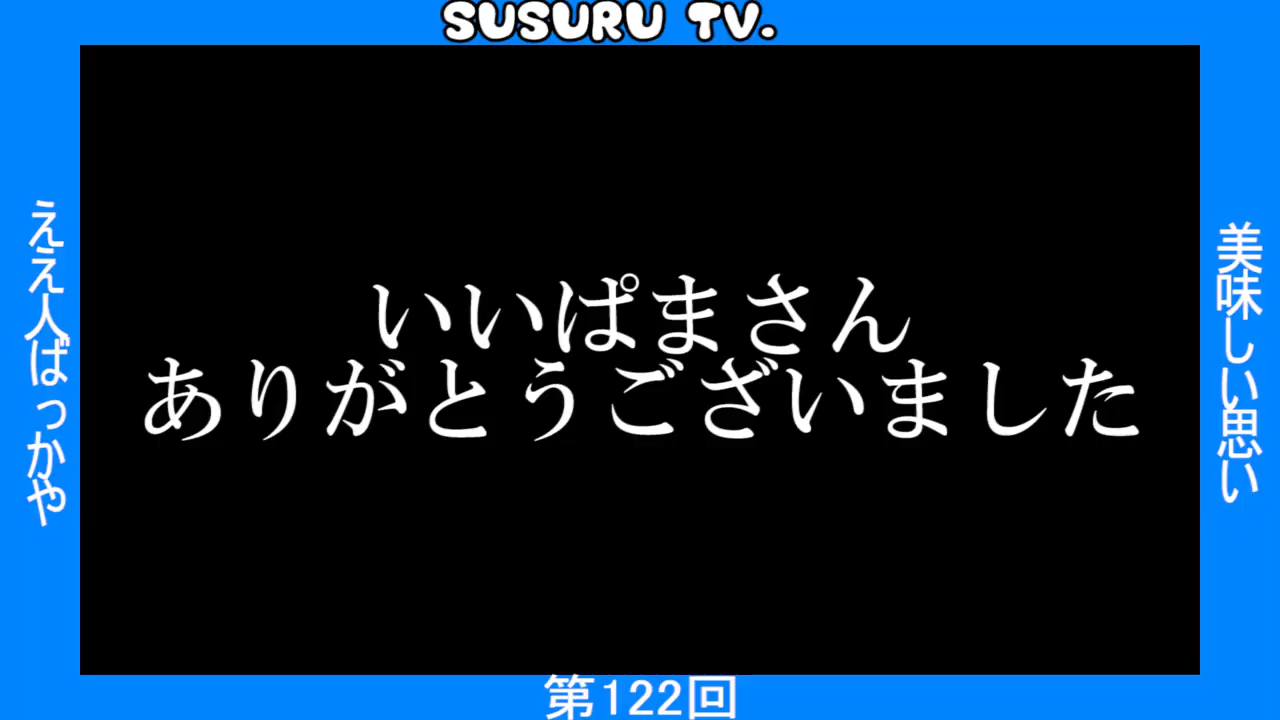 SUSURU TV.
ええ人ばっかや
いいぱまさん
ありがとうございました
美味しい思い
第122回